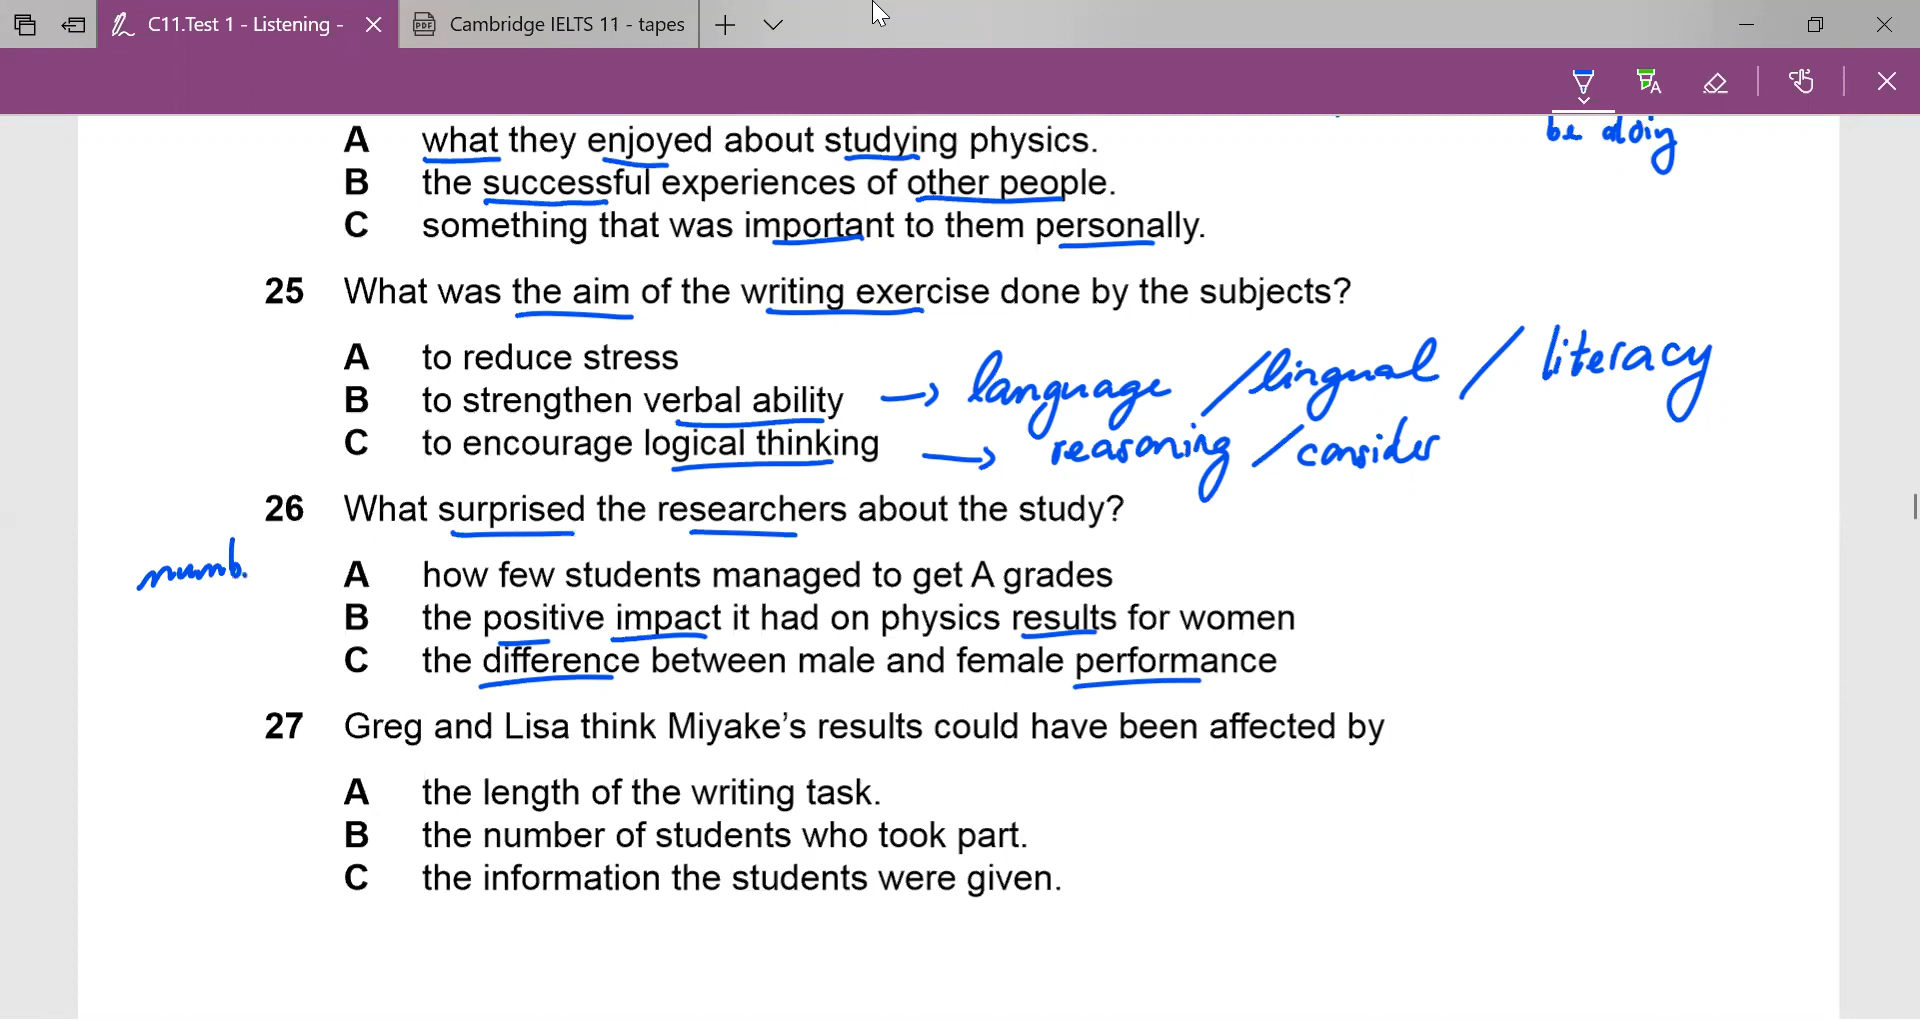 C11.Test 1 - Listening -
Cambridge IELTS 11 - tapes
be doing
A what they enjoyed about studying physics.
B the successful experiences of other people.
C something that was important to them personally.
25 What was the aim of the writing exercise done by the subjects?
A to reduce stress
B to strengthen verbal ability → language / lingual / literacy
C to encourage logical thinking → reasoning / consider
26 What surprised the researchers about the study?
numb. A how few students managed to get A grades
B the positive impact it had on physics results for women
C the difference between male and female performance
27 Greg and Lisa think Miyake’s results could have been affected by
A the length of the writing task.
B the number of students who took part.
C the information the students were given.